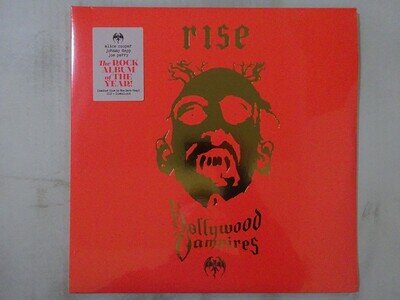 rise
alice cooper
johnny depp
joe perry
The ROCK
ALBUM
of THE
YEAR!
Hollywood
Vampires